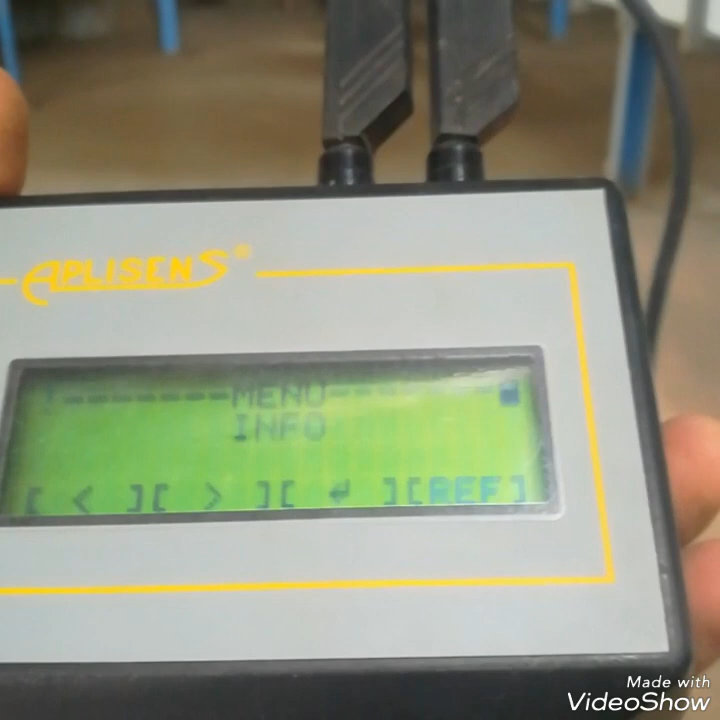 APLISENS®
--------MENU--------
INFO
[ < ][ > ][ ↵ ][REF]
Made with
VideoShow